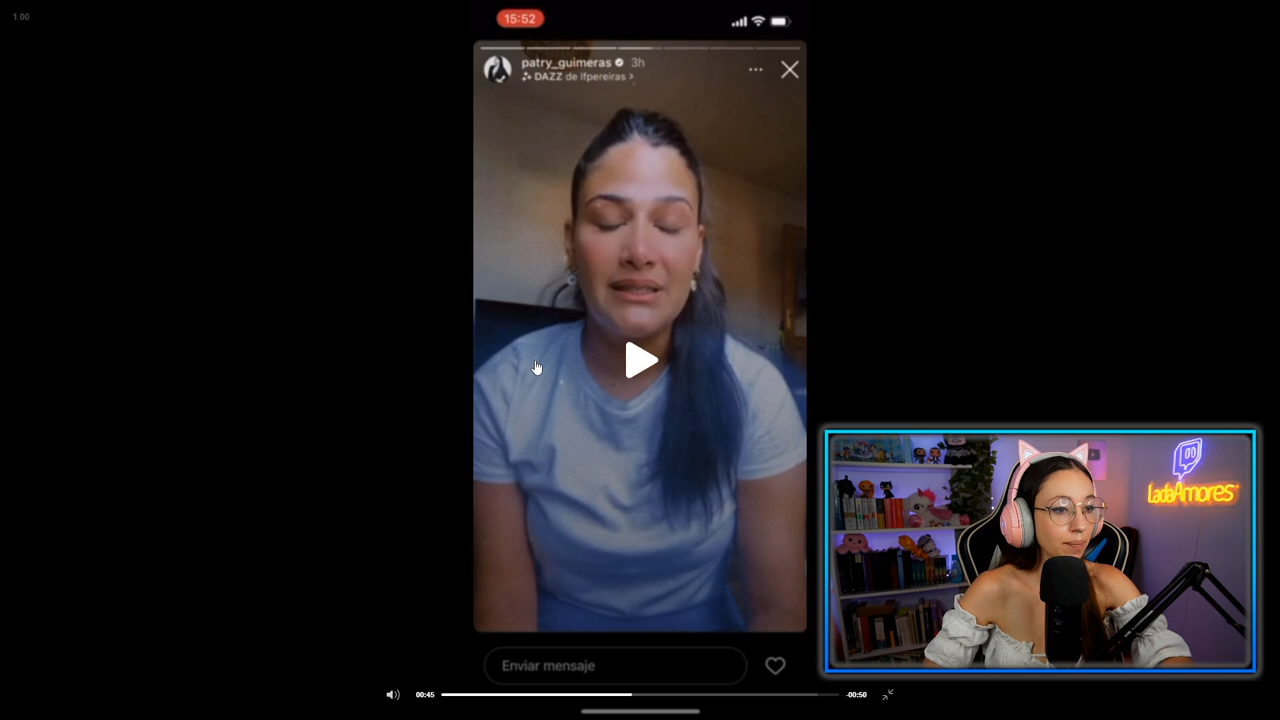 1.00
15:52
patry_guimeras 3h
DAZZ de lfpereiras >
LadaAmores
Enviar mensaje
00:45
-00:50